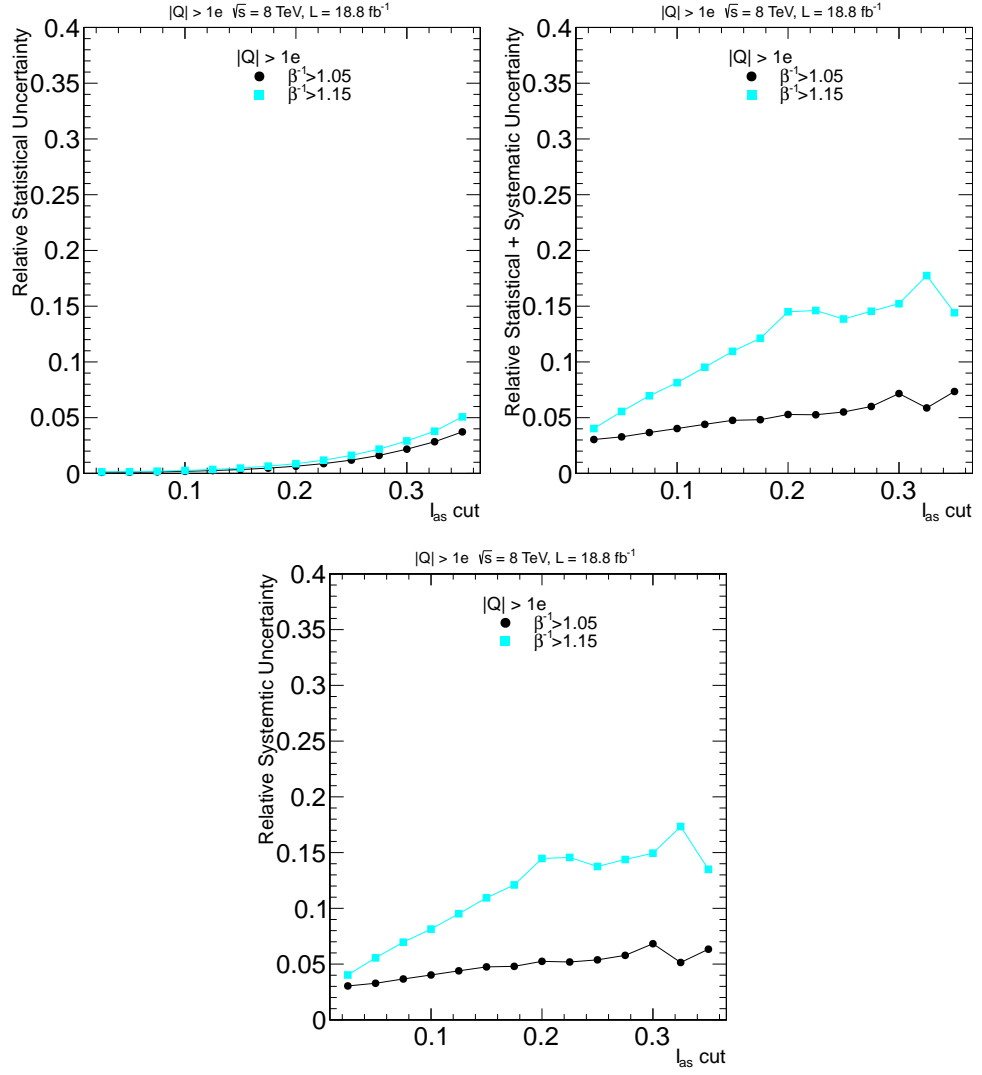 |Q| > 1e √s = 8 TeV, L = 18.8 fb⁻¹
Relative Statistical Uncertainty
0.4
0.35
0.3
0.25
0.2
0.15
0.1
0.05
0
|Q| > 1e
β⁻¹>1.05
β⁻¹>1.15
0.1 0.2 0.3
I_as cut
|Q| > 1e √s = 8 TeV, L = 18.8 fb⁻¹
Relative Statistical + Systematic Uncertainty
0.4
0.35
0.3
0.25
0.2
0.15
0.1
0.05
0
|Q| > 1e
β⁻¹>1.05
β⁻¹>1.15
0.1 0.2 0.3
I_as cut
|Q| > 1e √s = 8 TeV, L = 18.8 fb⁻¹
Relative Systemtic Uncertainty
0.4
0.35
0.3
0.25
0.2
0.15
0.1
0.05
0
|Q| > 1e
β⁻¹>1.05
β⁻¹>1.15
0.1 0.2 0.3
I_as cut